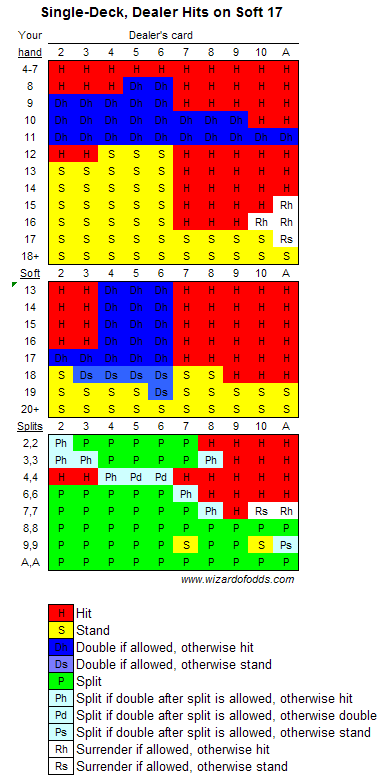 Single-Deck, Dealer Hits on Soft 17
Your Dealer's card
hand 2 3 4 5 6 7 8 9 10 A
4-7 H H H H H H H H H H
8 H H H Dh Dh H H H H H
9 Dh Dh Dh Dh Dh H H H H H
10 Dh Dh Dh Dh Dh Dh Dh Dh H H
11 Dh Dh Dh Dh Dh Dh Dh Dh Dh Dh
12 H H S S S H H H H H
13 S S S S S H H H H H
14 S S S S S H H H H H
15 S S S S S H H H H Rh
16 S S S S S H H H Rh Rh
17 S S S S S S S S S Rs
18+ S S S S S S S S S S
Soft 2 3 4 5 6 7 8 9 10 A
13 H H Dh Dh Dh H H H H H
14 H H Dh Dh Dh H H H H H
15 H H Dh Dh Dh H H H H H
16 H H Dh Dh Dh H H H H H
17 Dh Dh Dh Dh Dh H H H H H
18 S Ds Ds Ds Ds S S H H H
19 S S S S Ds S S S S S
20+ S S S S S S S S S S
Splits 2 3 4 5 6 7 8 9 10 A
2,2 Ph P P P P P H H H H
3,3 Ph Ph P P P P Ph H H H
4,4 H H Ph Pd Pd H H H H H
6,6 P P P P P Ph H H H H
7,7 P P P P P P Ph H Rs Rh
8,8 P P P P P P P P P P
9,9 P P P P P S P P S Ps
A,A P P P P P P P P P P
www.wizardofodds.com
H Hit
S Stand
Dh Double if allowed, otherwise hit
Ds Double if allowed, otherwise stand
P Split
Ph Split if double after split is allowed, otherwise hit
Pd Split if double after split is allowed, otherwise double
Ps Split if double after split is allowed, otherwise stand
Rh Surrender if allowed, otherwise hit
Rs Surrender if allowed, otherwise stand